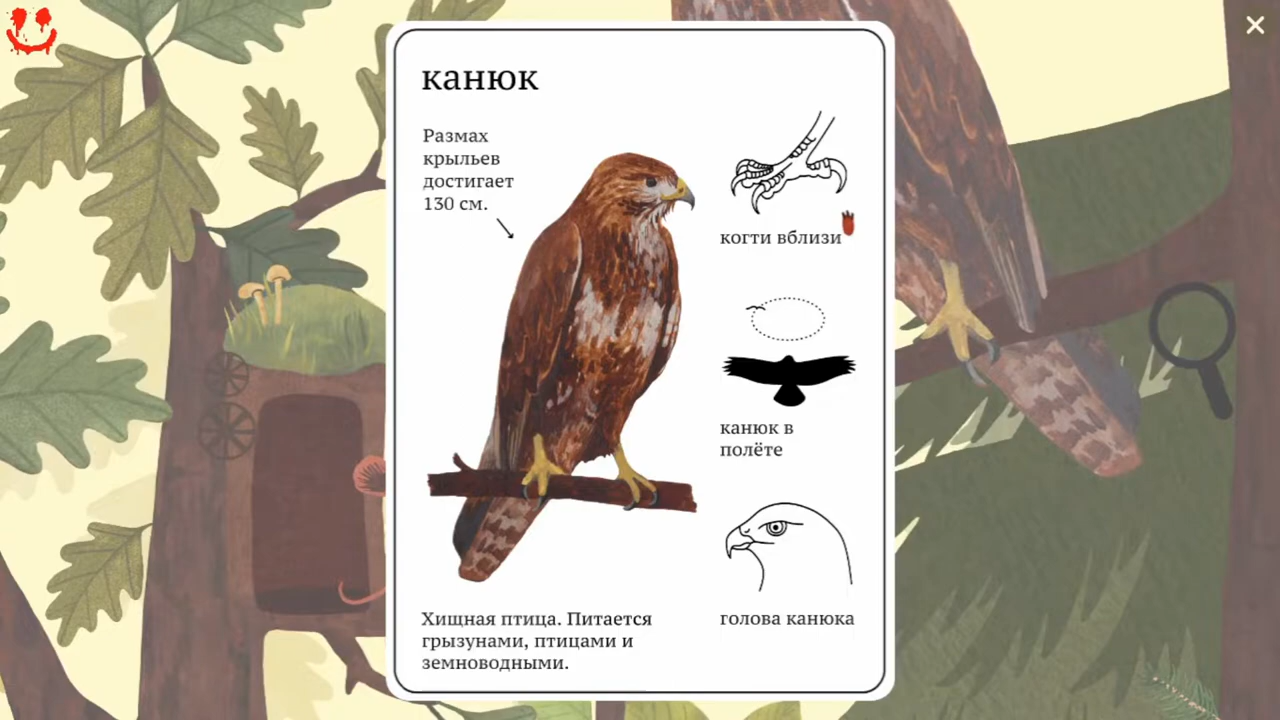 канюк
Размах
крыльев
достигает
130 см.
когти вблизи
канюк в
полёте
голова канюка
Хищная птица. Питается
грызунами, птицами и
земноводными.